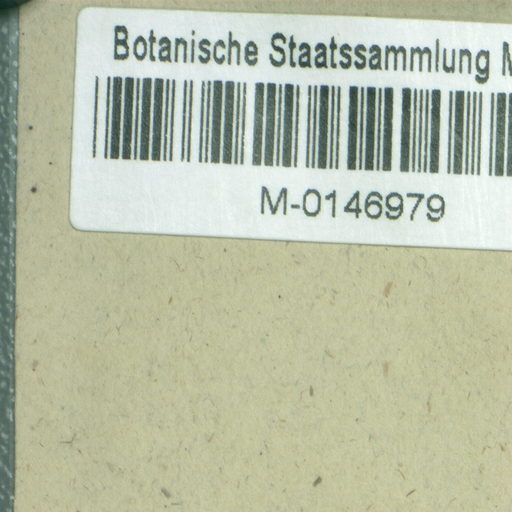 Botanische Staatssammlung
M-0146979